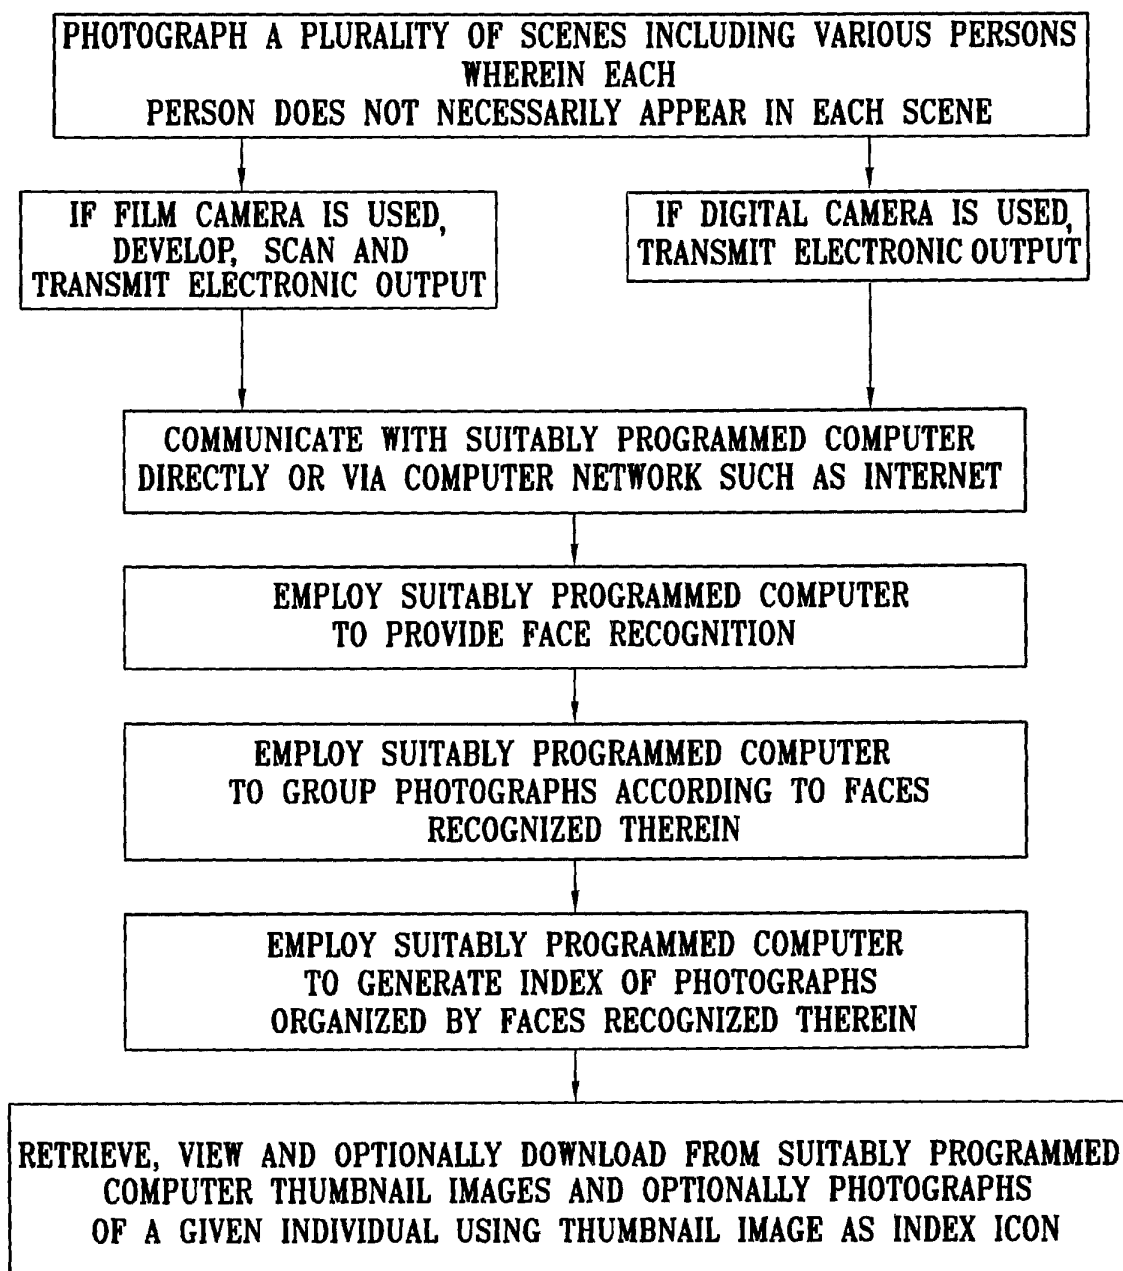 PHOTOGRAPH A PLURALITY OF SCENES INCLUDING VARIOUS PERSONS
WHEREIN EACH
PERSON DOES NOT NECESSARILY APPEAR IN EACH SCENE
IF FILM CAMERA IS USED,
DEVELOP, SCAN AND
TRANSMIT ELECTRONIC OUTPUT
IF DIGITAL CAMERA IS USED,
TRANSMIT ELECTRONIC OUTPUT
COMMUNICATE WITH SUITABLY PROGRAMMED COMPUTER
DIRECTLY OR VIA COMPUTER NETWORK SUCH AS INTERNET
EMPLOY SUITABLY PROGRAMMED COMPUTER
TO PROVIDE FACE RECOGNITION
EMPLOY SUITABLY PROGRAMMED COMPUTER
TO GROUP PHOTOGRAPHS ACCORDING TO FACES
RECOGNIZED THEREIN
EMPLOY SUITABLY PROGRAMMED COMPUTER
TO GENERATE INDEX OF PHOTOGRAPHS
ORGANIZED BY FACES RECOGNIZED THEREIN
RETRIEVE, VIEW AND OPTIONALLY DOWNLOAD FROM SUITABLY PROGRAMMED
COMPUTER THUMBNAIL IMAGES AND OPTIONALLY PHOTOGRAPHS
OF A GIVEN INDIVIDUAL USING THUMBNAIL IMAGE AS INDEX ICON